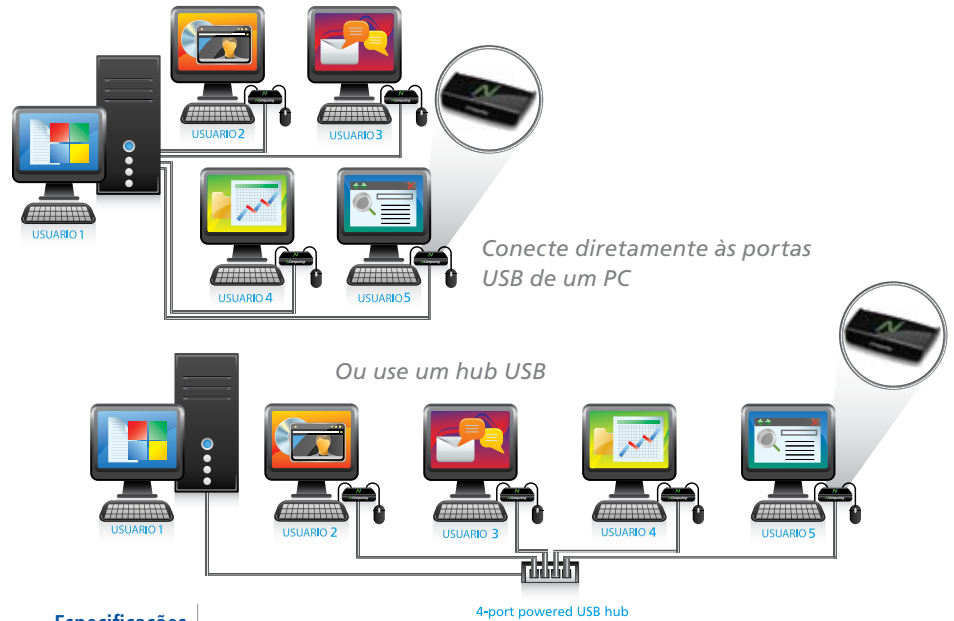 USUARIO 2
USUARIO 3
USUARIO 1
USUARIO 4
USUARIO 5
Conecte diretamente às portas
USB de um PC
Ou use um hub USB
USUARIO 1
USUARIO 2
USUARIO 3
USUARIO 4
USUARIO 5
4-port powered USB hub
Especificações